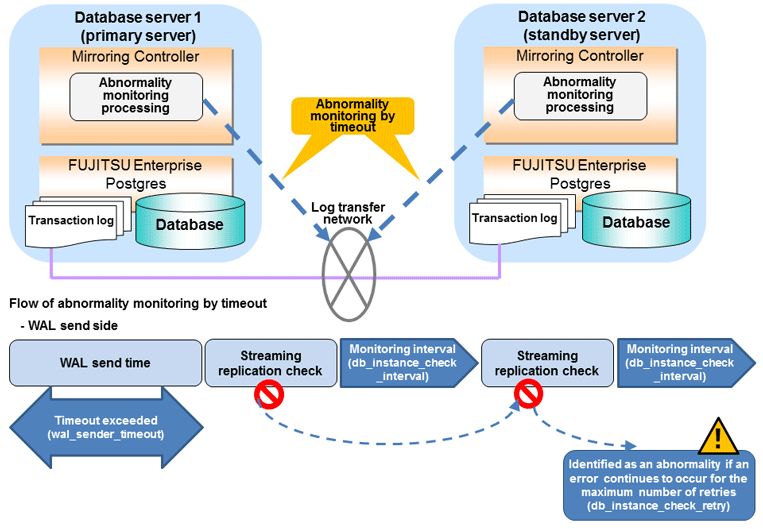 Database server 1
(primary server)
Mirroring Controller
Abnormality
monitoring
processing
FUJITSU Enterprise
Postgres
Transaction log
Database
Abnormality
monitoring by
timeout
Log transfer
network
Database server 2
(standby server)
Mirroring Controller
Abnormality
monitoring
processing
FUJITSU Enterprise
Postgres
Transaction log
Database
Flow of abnormality monitoring by timeout
- WAL send side
WAL send time
Streaming
replication check
Monitoring interval
(db_instance_check
_interval)
Streaming
replication check
Monitoring interval
(db_instance_check
_interval)
Timeout exceeded
(wal_sender_timeout)
Identified as an abnormality if an
error continues to occur for the
maximum number of retries
(db_instance_check_retry)